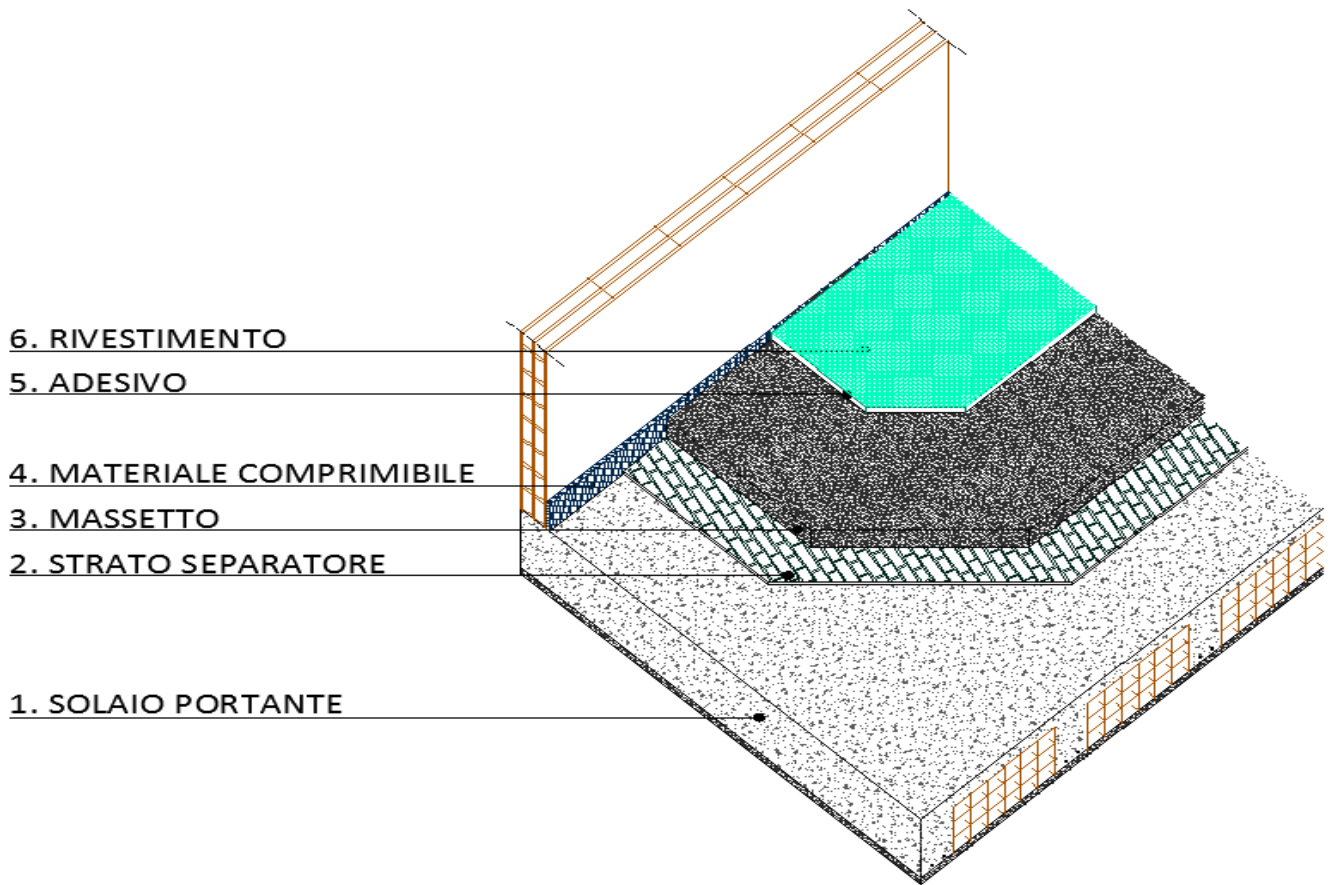 6. RIVESTIMENTO
5. ADESIVO
4. MATERIALE COMPRIMIBILE
3. MASSETTO
2. STRATO SEPARATORE
1. SOLAIO PORTANTE